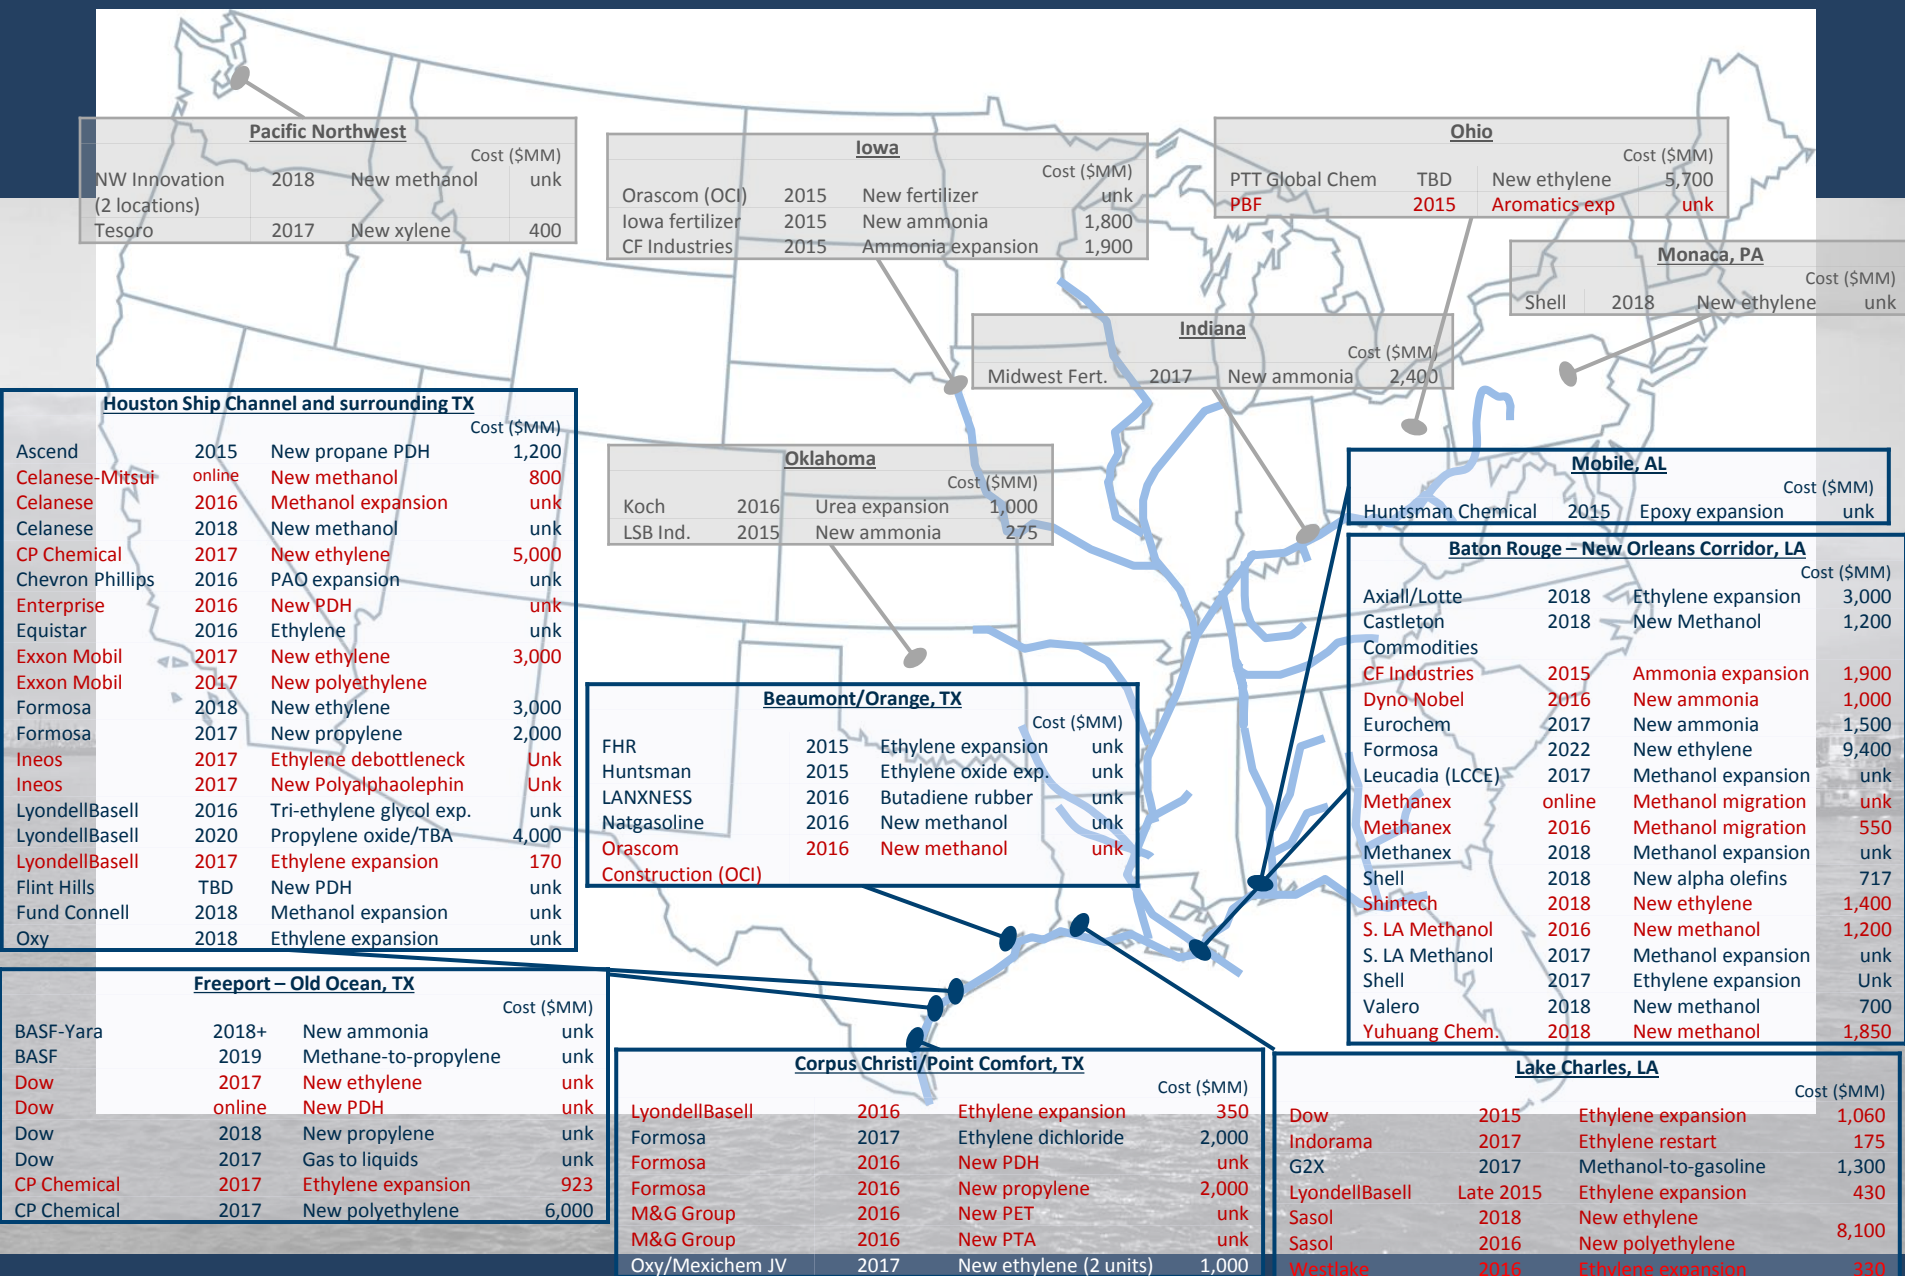 Pacific Northwest
Cost ($MM)
NW Innovation 2018 New methanol unk
(2 locations)
Tesoro 2017 New xylene 400
Iowa
Cost ($MM)
Orascom (OCI) 2015 New fertilizer unk
Iowa fertilizer 2015 New ammonia 1,800
CF Industries 2015 Ammonia expansion 1,900
Ohio
Cost ($MM)
PTT Global Chem TBD New ethylene 5,700
PBF 2015 Aromatics exp unk
Monaca, PA
Cost ($MM)
Shell 2018 New ethylene unk
Indiana
Cost ($MM)
Midwest Fert. 2017 New ammonia 2,400
Houston Ship Channel and surrounding TX
Cost ($MM)
Ascend 2015 New propane PDH 1,200
Celanese-Mitsui online New methanol 800
Celanese 2016 Methanol expansion unk
Celanese 2018 New methanol unk
CP Chemical 2017 New ethylene 5,000
Chevron Phillips 2016 PAO expansion unk
Enterprise 2016 New PDH unk
Equistar 2016 Ethylene unk
Exxon Mobil 2017 New ethylene 3,000
Exxon Mobil 2017 New polyethylene
Formosa 2018 New ethylene 3,000
Formosa 2017 New propylene 2,000
Ineos 2017 Ethylene debottleneck Unk
Ineos 2017 New Polyalphaolephin Unk
LyondellBasell 2016 Tri-ethylene glycol exp. unk
LyondellBasell 2020 Propylene oxide/TBA 4,000
LyondellBasell 2017 Ethylene expansion 170
Flint Hills TBD New PDH unk
Fund Connell 2018 Methanol expansion unk
Oxy 2018 Ethylene expansion unk
Oklahoma
Cost ($MM)
Koch 2016 Urea expansion 1,000
LSB Ind. 2015 New ammonia 275
Mobile, AL
Cost ($MM)
Huntsman Chemical 2015 Epoxy expansion unk
Baton Rouge – New Orleans Corridor, LA
Cost ($MM)
Axiall/Lotte 2018 Ethylene expansion 3,000
Castleton 2018 New Methanol 1,200
Commodities
CF Industries 2015 Ammonia expansion 1,900
Dyno Nobel 2016 New ammonia 1,000
Eurochem 2017 New ammonia 1,500
Formosa 2022 New ethylene 9,400
Leucadia (LCCE) 2017 Methanol expansion unk
Methanex online Methanol migration unk
Methanex 2016 Methanol migration 550
Methanex 2018 Methanol expansion unk
Shell 2018 New alpha olefins 717
Shintech 2018 New ethylene 1,400
S. LA Methanol 2016 New methanol 1,200
S. LA Methanol 2017 Methanol expansion unk
Shell 2017 Ethylene expansion Unk
Valero 2018 New methanol 700
Yuhuang Chem. 2018 New methanol 1,850
Beaumont/Orange, TX
Cost ($MM)
FHR 2015 Ethylene expansion unk
Huntsman 2015 Ethylene oxide exp. unk
LANXNESS 2016 Butadiene rubber unk
Natgasoline 2016 New methanol unk
Orascom 2016 New methanol unk
Construction (OCI)
Freeport – Old Ocean, TX
Cost ($MM)
BASF-Yara 2018+ New ammonia unk
BASF 2019 Methane-to-propylene unk
Dow 2017 New ethylene unk
Dow online New PDH unk
Dow 2018 New propylene unk
Dow 2017 Gas to liquids unk
CP Chemical 2017 Ethylene expansion 923
CP Chemical 2017 New polyethylene 6,000
Corpus Christi/Point Comfort, TX
Cost ($MM)
LyondellBasell 2016 Ethylene expansion 350
Formosa 2017 Ethylene dichloride 2,000
Formosa 2016 New PDH unk
Formosa 2016 New propylene 2,000
M&G Group 2016 New PET unk
M&G Group 2016 New PTA unk
Oxy/Mexichem JV 2017 New ethylene (2 units) 1,000
Lake Charles, LA
Cost ($MM)
Dow 2015 Ethylene expansion 1,060
Indorama 2017 Ethylene restart 175
G2X 2017 Methanol-to-gasoline 1,300
LyondellBasell Late 2015 Ethylene expansion 430
Sasol 2018 New ethylene
8,100
Sasol 2016 New polyethylene
Westlake 2016 Ethylene expansion 330